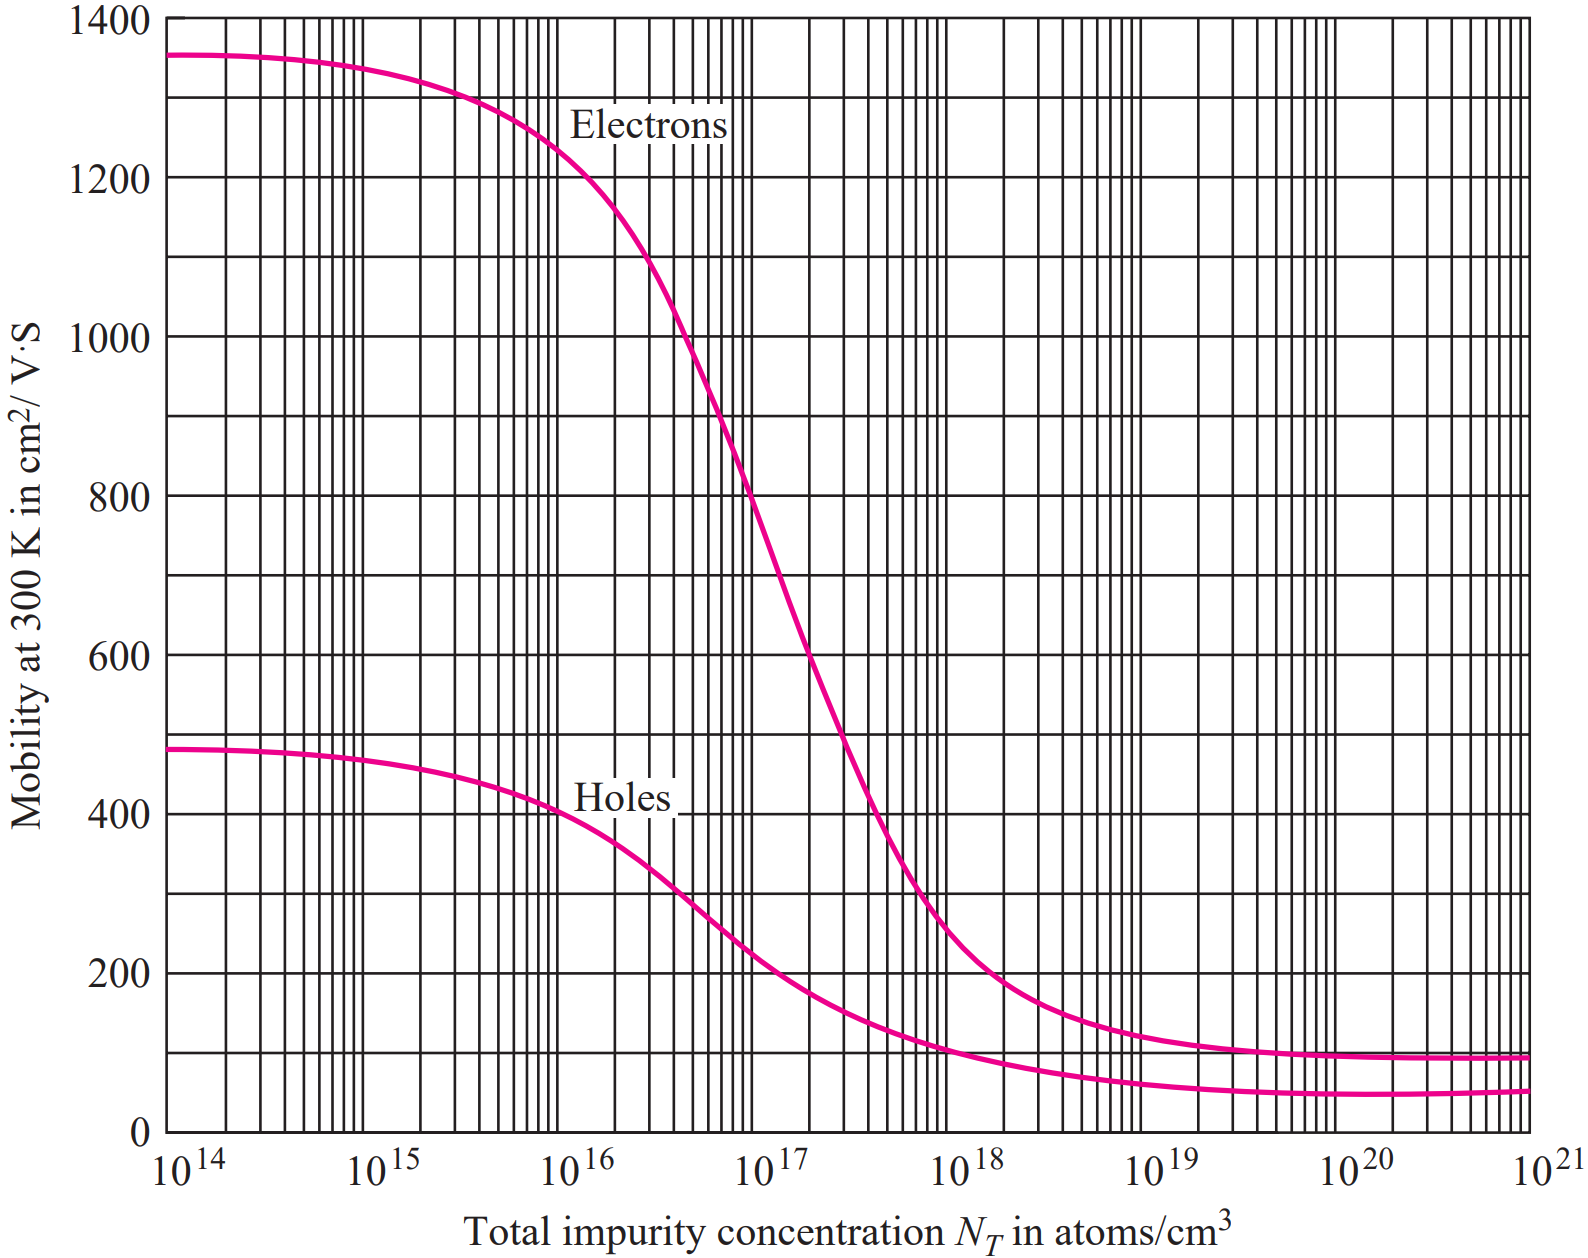 Mobility at 300 K in cm²/ V·S
1400
1200
1000
800
600
400
200
0
Electrons
Holes
10¹⁴ 10¹⁵ 10¹⁶ 10¹⁷ 10¹⁸ 10¹⁹ 10²⁰ 10²¹
Total impurity concentration N_T in atoms/cm³